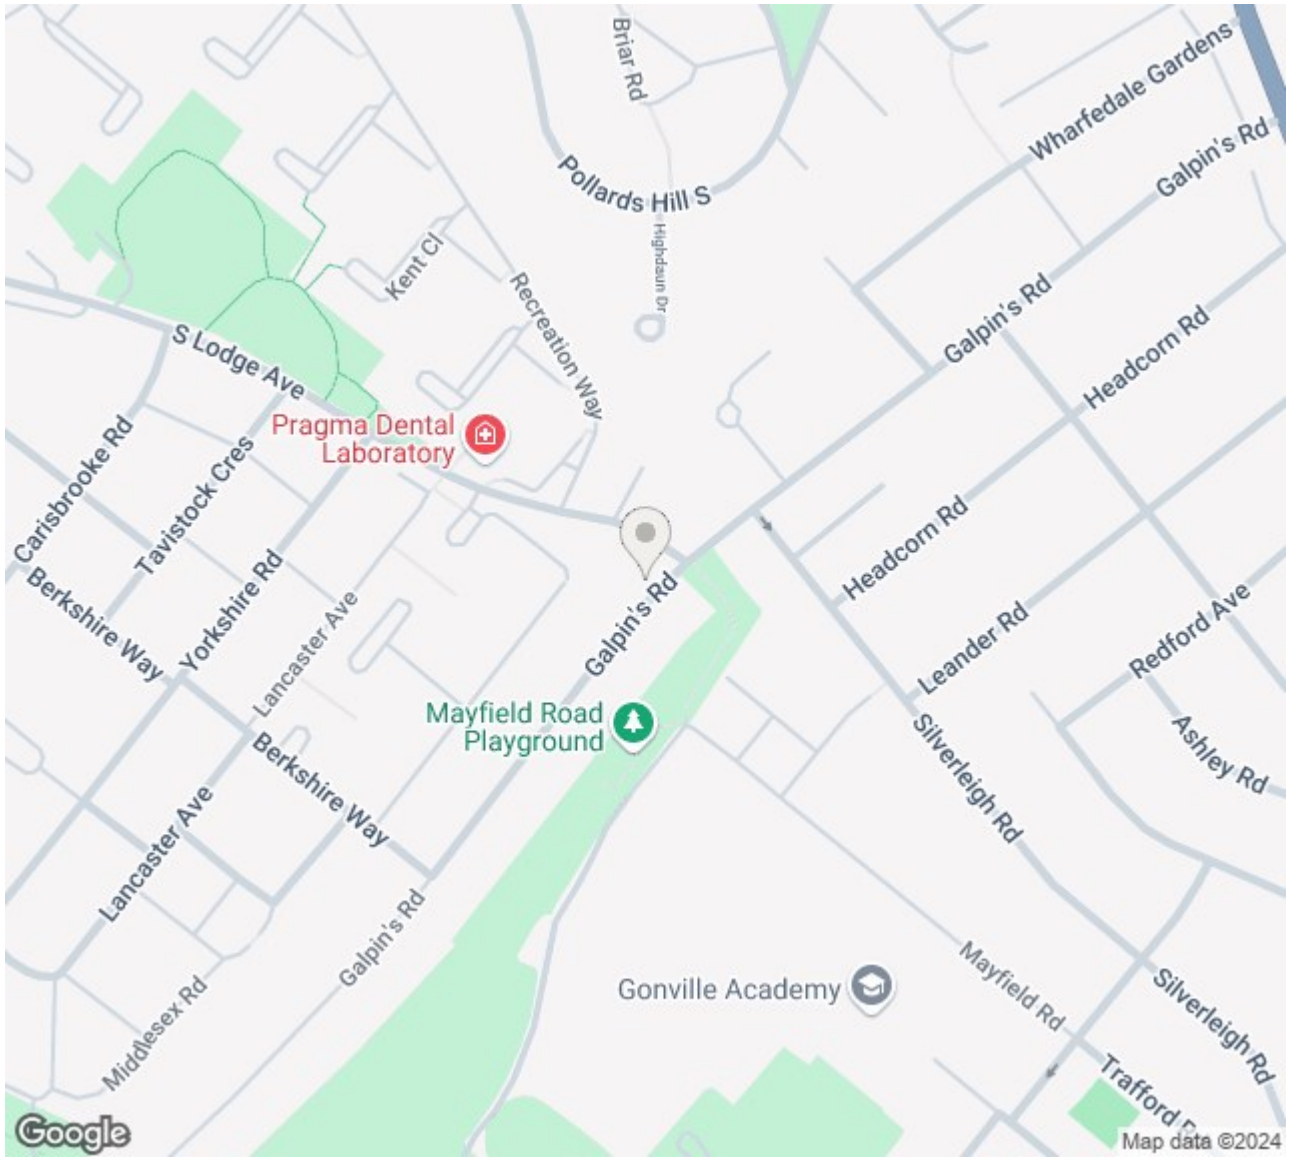 Briar Rd
Wharfedale Gardens
Galpin's Rd
Pollards Hill S
Highdaun Dr
Kent Cl
Recreation Way
Galpin's Rd
Headcorn Rd
S Lodge Ave
Pragma Dental
Laboratory
Carisbrooke Rd
Tavistock Cres
Headcorn Rd
Berkshire Way
Yorkshire Rd
Lancaster Ave
Galpin's Rd
Leander Rd
Redford Ave
Mayfield Road
Playground
Ashley Rd
Berkshire Way
Silverleigh Rd
Lancaster Ave
Galpin's Rd
Gonville Academy
Mayfield Rd
Middlesex Rd
Silverleigh Rd
Trafford R
Google
Map data ©2024